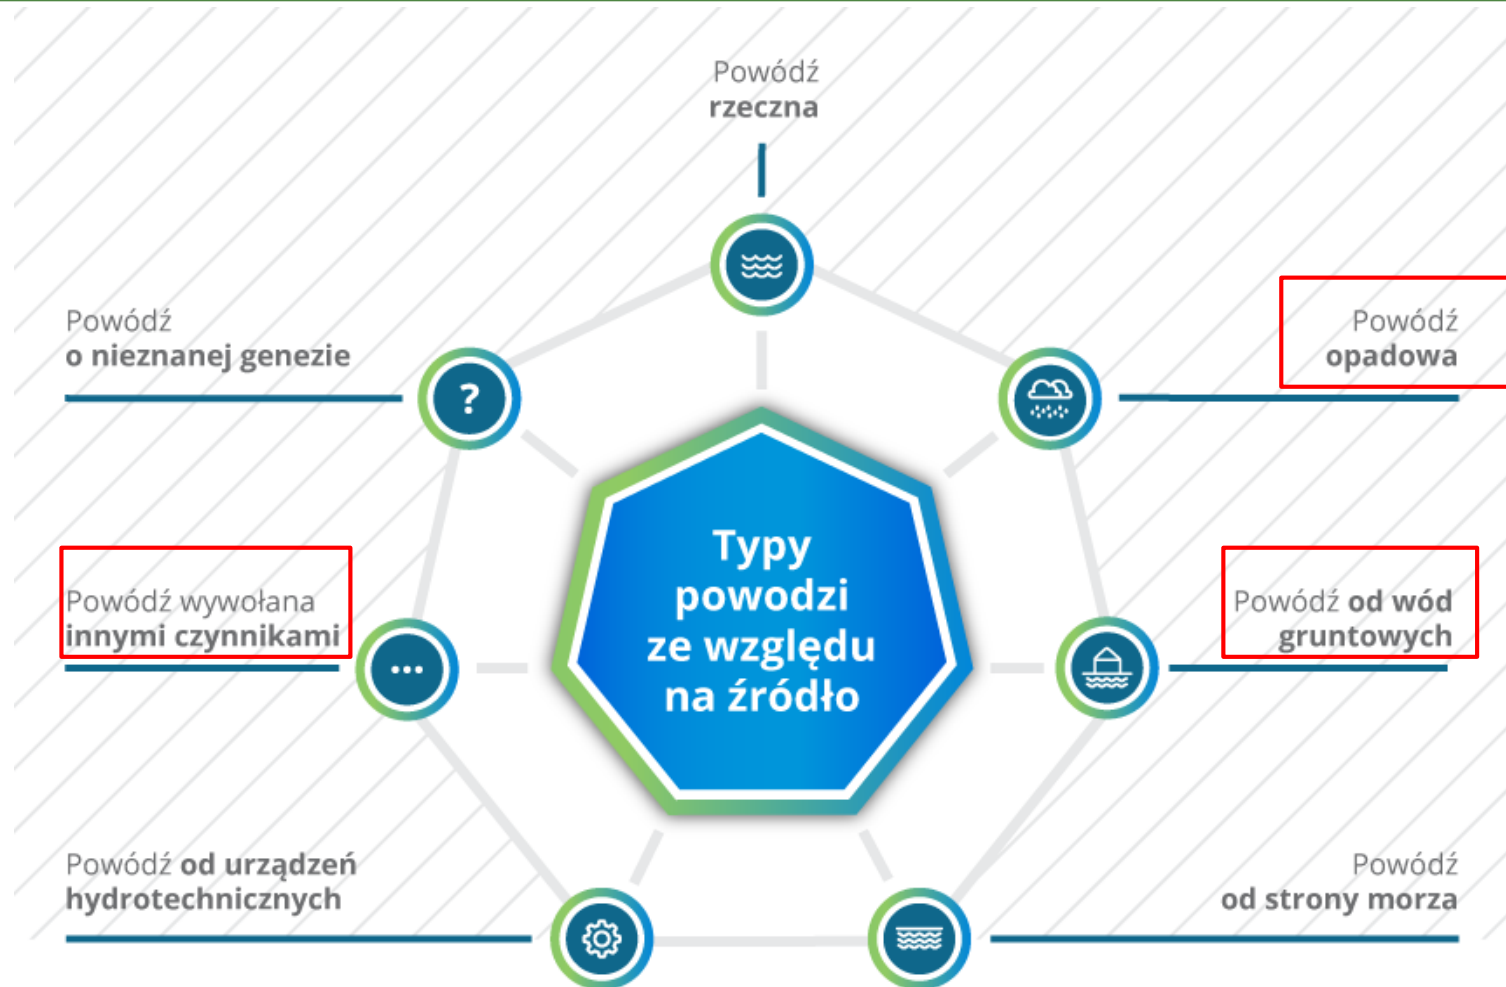 Powódź
rzeczna
Powódź
o nieznanej genezie
Powódź
opadowa
?
Typy
powodzi
ze względu
na źródło
Powódź wywołana
innymi czynnikami
Powódź od wód
gruntowych
Powódź od urządzeń
hydrotechnicznych
Powódź
od strony morza